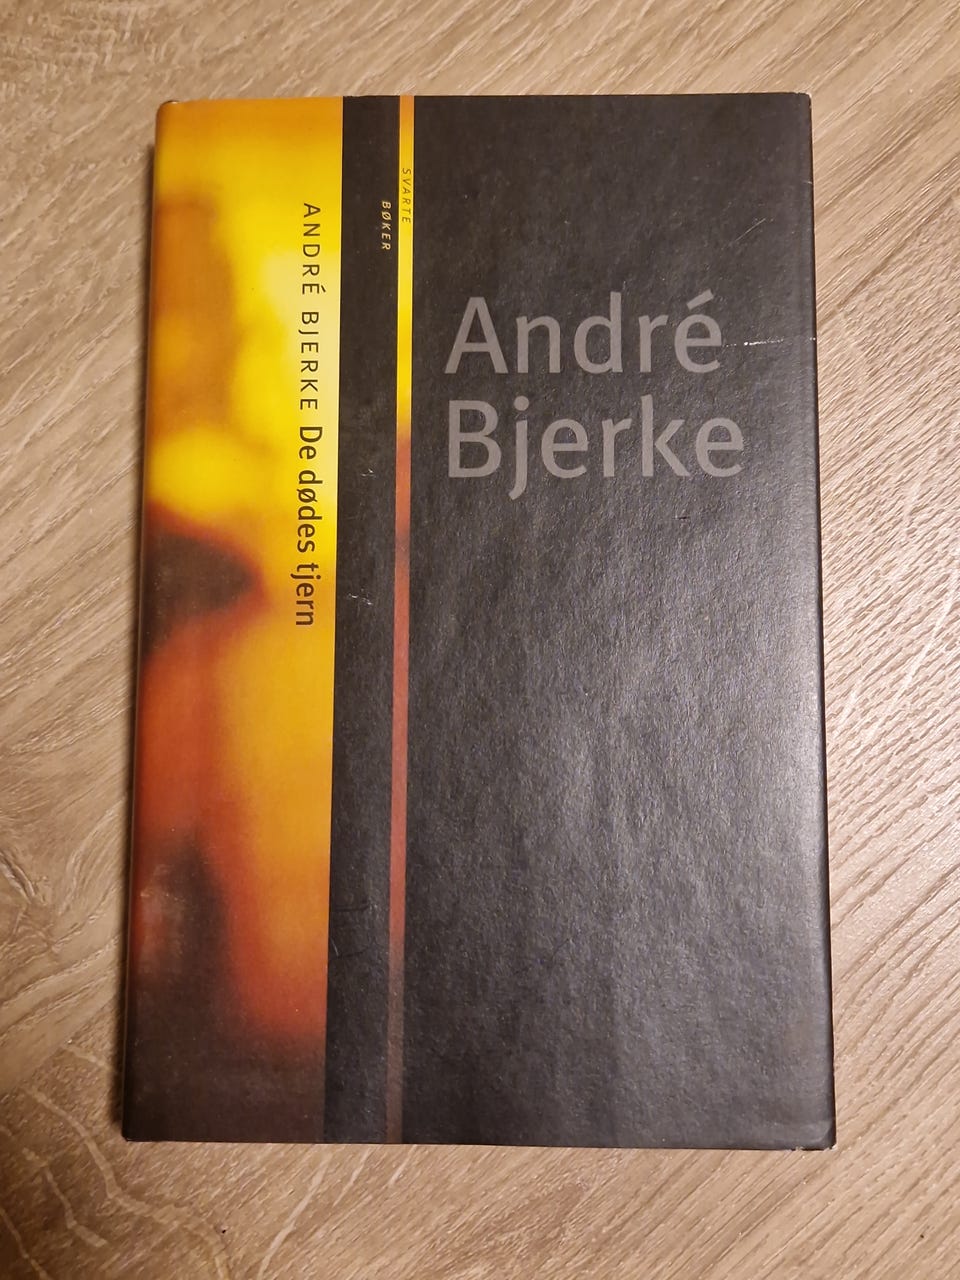 ANDRÉ BJERKE De dødes tjern
SVARTE
BØKER
André
Bjerke